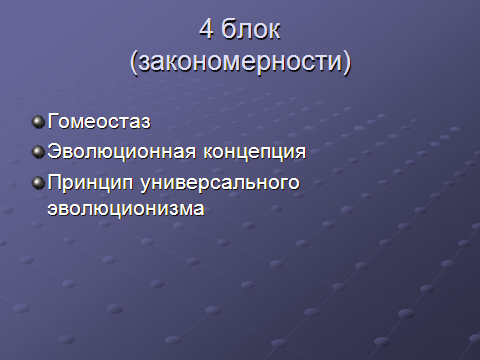 4 блок
(закономерности)
Гомеостаз
Эволюционная концепция
Принцип универсального
эволюционизма